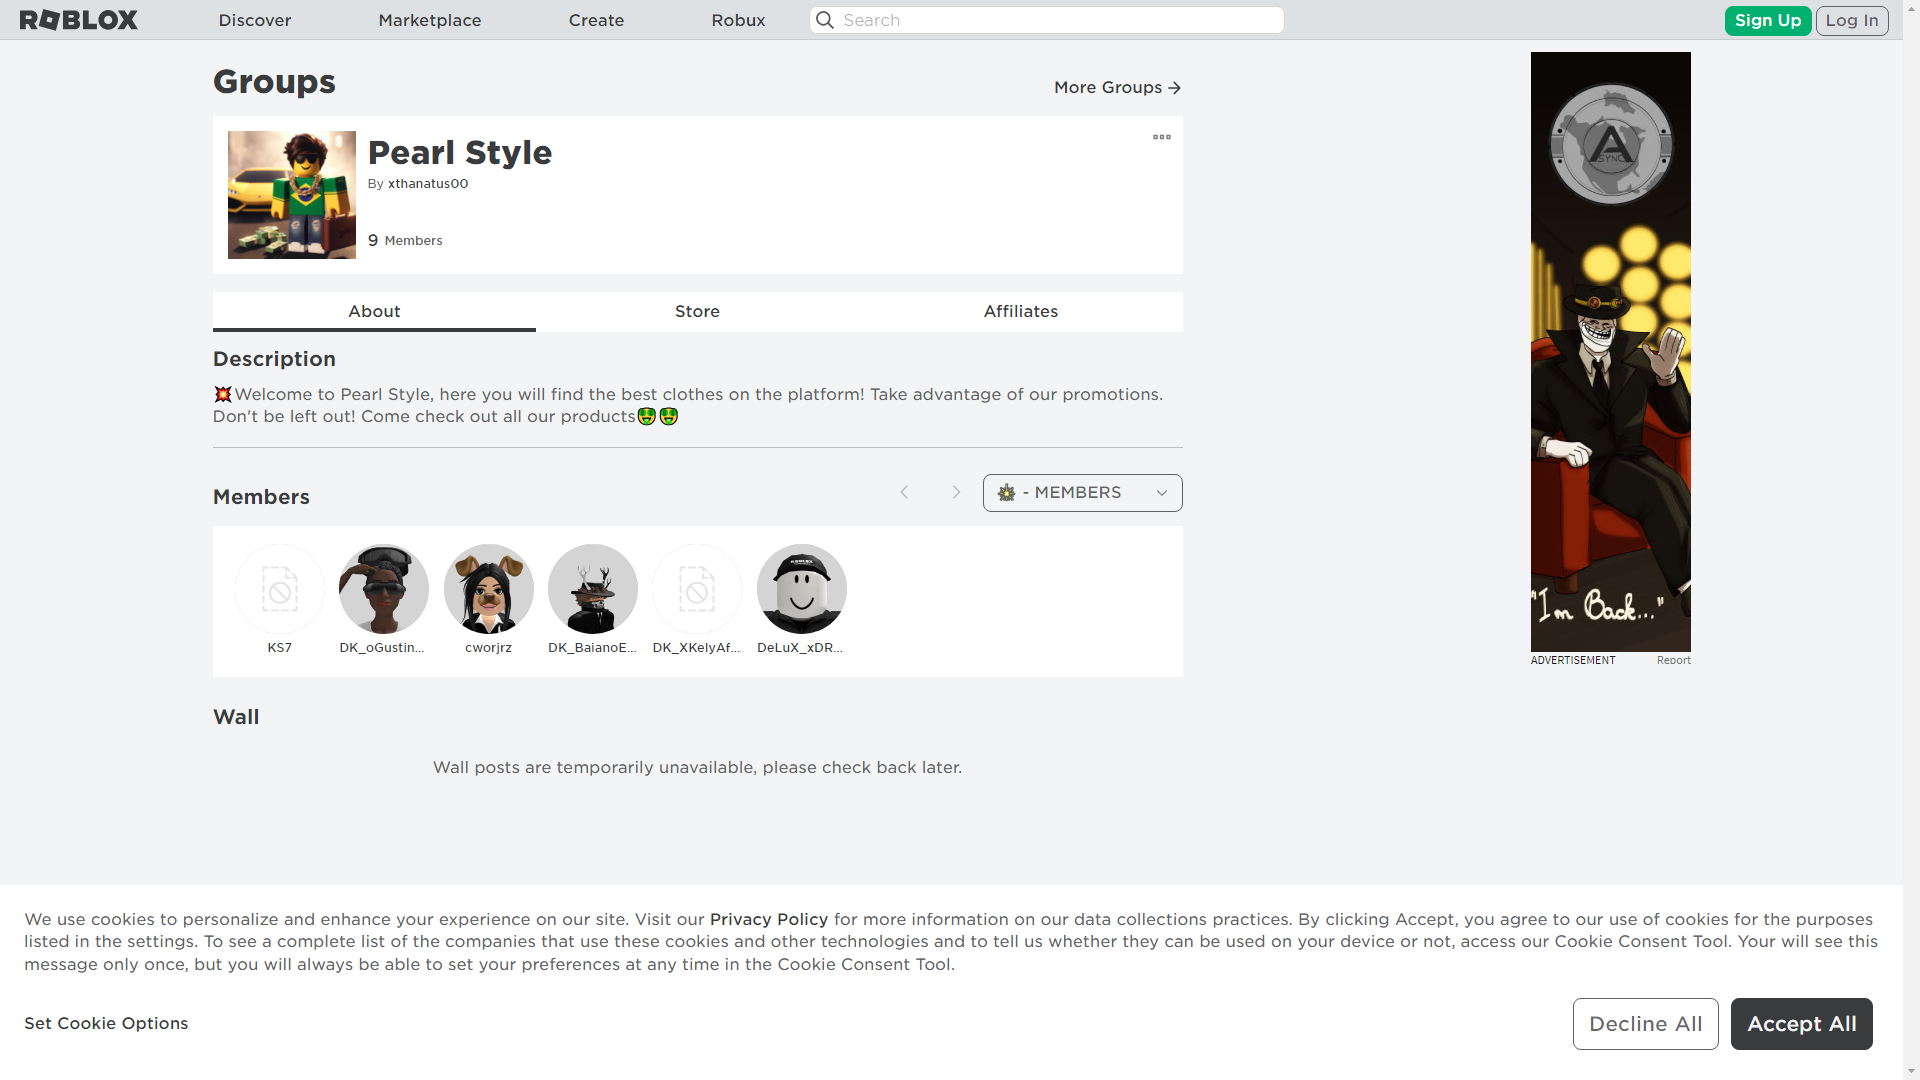 ROBLOX
Discover
Marketplace
Create
Robux
Search
Sign Up
Log In
Groups
More Groups
Pearl Style
By xthanatus00
9 Members
About
Store
Affiliates
Description
💥Welcome to Pearl Style, here you will find the best clothes on the platform! Take advantage of our promotions.
Don't be left out! Come check out all our products🤑🤑
Members
- MEMBERS
KS7
DK_oGustin...
cworjrz
DK_BaianoE...
DK_XKelyAf...
DeLuX_xDR...
A
SYNC
"I'm Back..."
ADVERTISEMENT
Report
Wall
Wall posts are temporarily unavailable, please check back later.
We use cookies to personalize and enhance your experience on our site. Visit our Privacy Policy for more information on our data collections practices. By clicking Accept, you agree to our use of cookies for the purposes
listed in the settings. To see a complete list of the companies that use these cookies and other technologies and to tell us whether they can be used on your device or not, access our Cookie Consent Tool. Your will see this
message only once, but you will always be able to set your preferences at any time in the Cookie Consent Tool.
Set Cookie Options
Decline All
Accept All